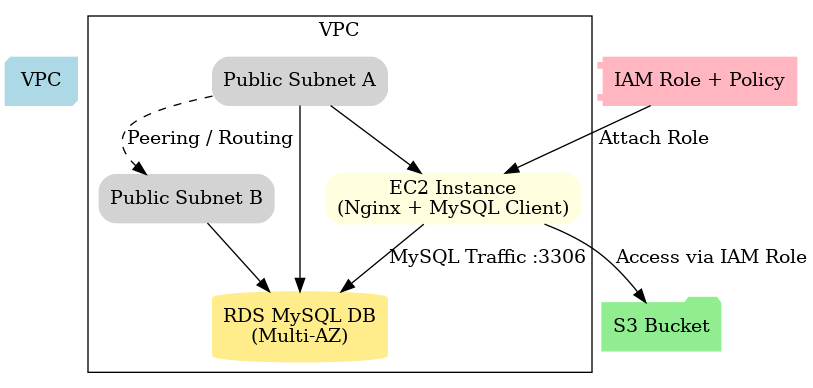 VPC
VPC
Public Subnet A
IAM Role + Policy
Peering / Routing
Attach Role
Public Subnet B
EC2 Instance
(Nginx + MySQL Client)
MySQL Traffic :3306
Access via IAM Role
RDS MySQL DB
(Multi-AZ)
S3 Bucket